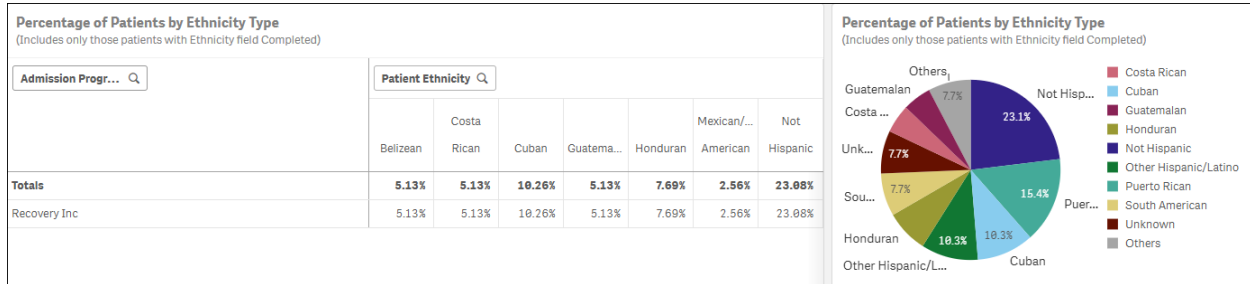 Percentage of Patients by Ethnicity Type
(Includes only those patients with Ethnicity field Completed)
Admission Progr...
Patient Ethnicity
Belizean
Costa Rican
Cuban
Guatema...
Honduran
Mexican/... American
Not Hispanic
Totals 5.13% 5.13% 10.26% 5.13% 7.69% 2.56% 23.08%
Recovery Inc 5.13% 5.13% 10.26% 5.13% 7.69% 2.56% 23.08%
Percentage of Patients by Ethnicity Type
(Includes only those patients with Ethnicity field Completed)
Others
Guatemalan
Costa ...
Unk...
Sou...
Honduran
Other Hispanic/L...
Cuban
Puer...
Not Hisp...
7.7%
23.1%
7.7%
7.7%
15.4%
10.3%
10.3%
Costa Rican
Cuban
Guatemalan
Honduran
Not Hispanic
Other Hispanic/Latino
Puerto Rican
South American
Unknown
Others